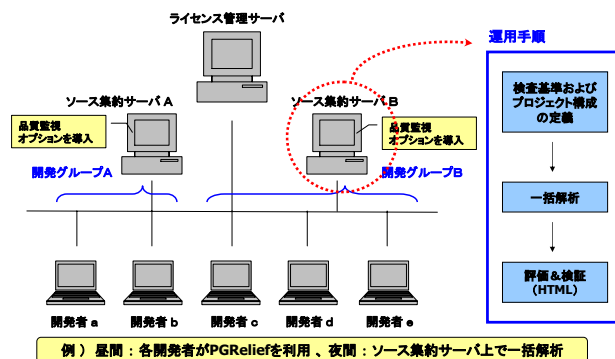 ライセンス管理サーバ
ソース集約サーバA
品質監視
オプションを導入
ソース集約サーバB
品質監視
オプションを導入
開発グループA
開発グループB
開発者a
開発者b
開発者c
開発者d
開発者e
例）昼間：各開発者がPGReliefを利用、夜間：ソース集約サーバ上で一括解析
運用手順
検査基準および
プロジェクト構成
の定義
一括解析
評価&検証
(HTML)